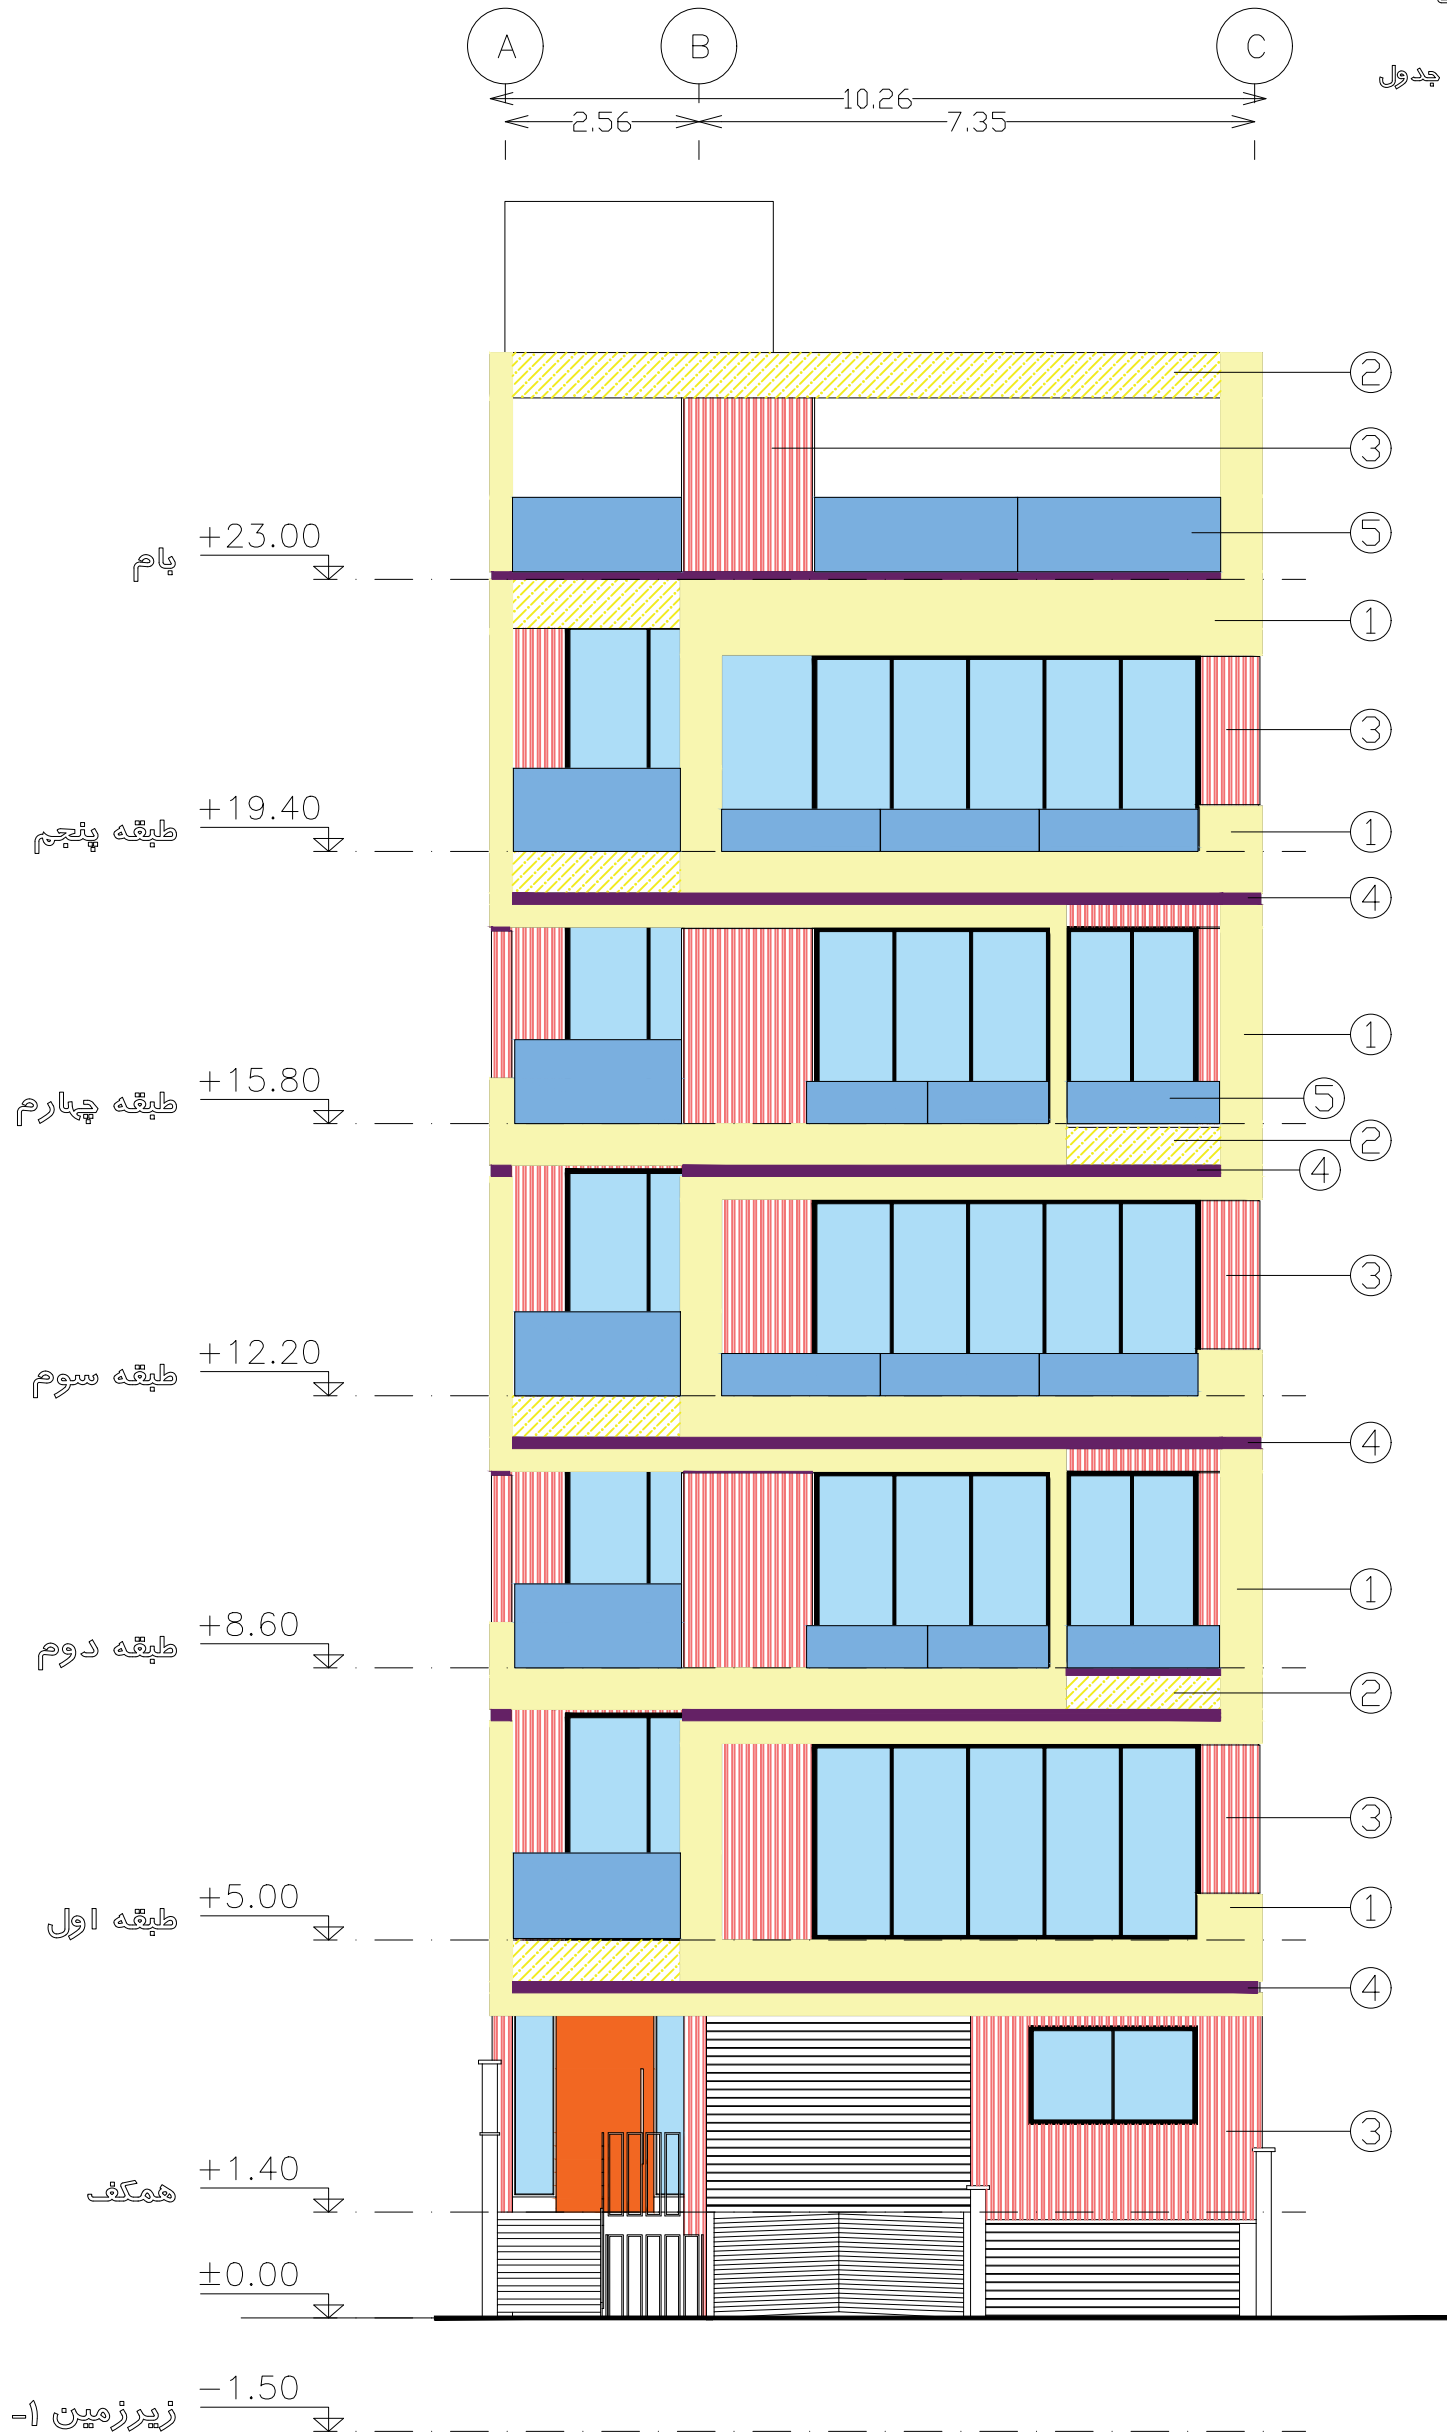 A B C
جدول
10.26
2.56 7.35
2
3
بام +23.00 5
1
3
طبقه پنجم +19.40 1
4
1
طبقه چهارم +15.80 5
2
4
3
طبقه سوم +12.20
4
1
طبقه دوم +8.60
2
3
طبقه اول +5.00 1
4
3
همکف +1.40
±0.00
زیرزمین ۱- -1.50